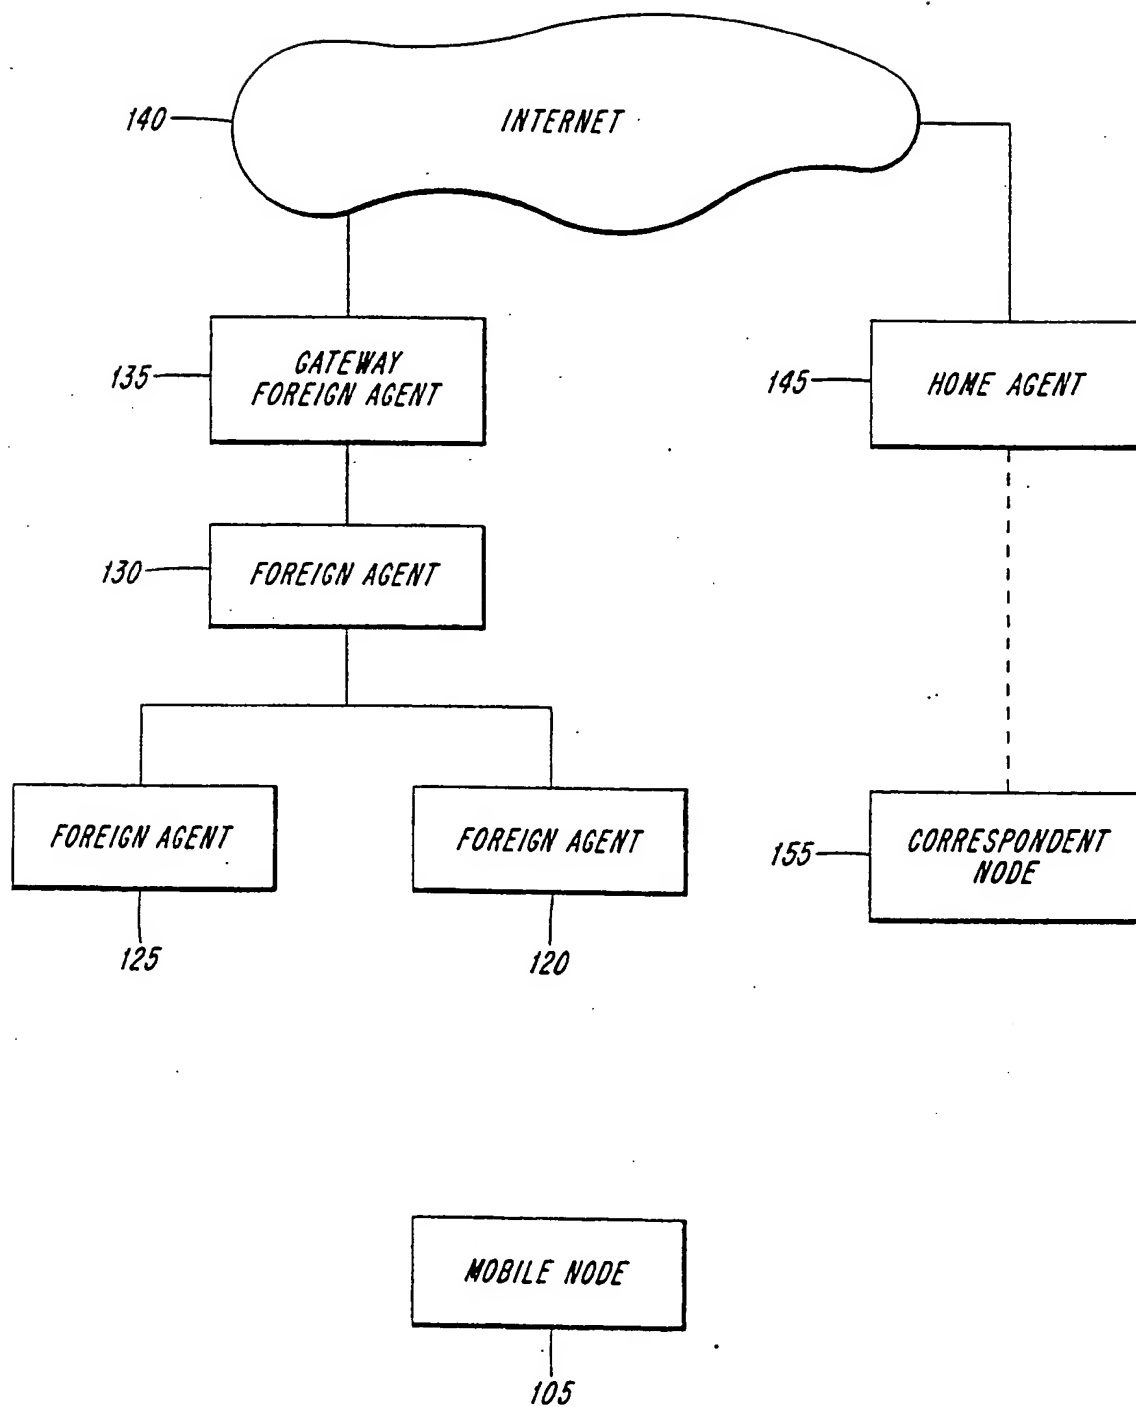 140
INTERNET
135
GATEWAY
FOREIGN AGENT
145
HOME AGENT
130
FOREIGN AGENT
FOREIGN AGENT
FOREIGN AGENT
155
CORRESPONDENT
NODE
125
120
MOBILE NODE
105